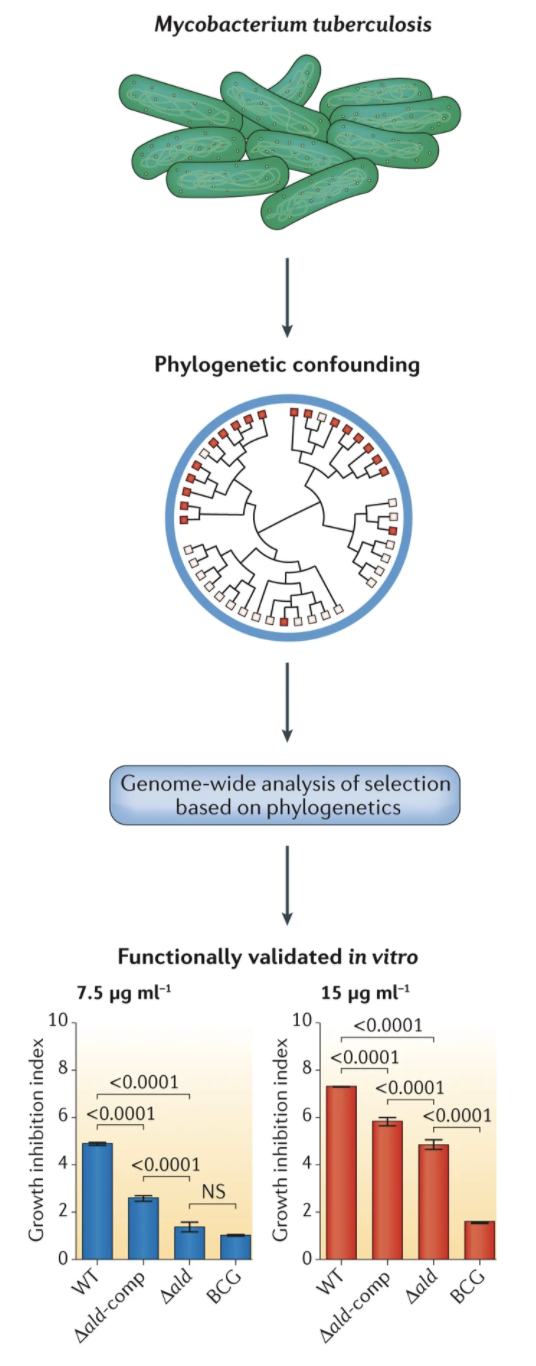 Mycobacterium tuberculosis
Phylogenetic confounding
Genome-wide analysis of selection
based on phylogenetics
Functionally validated in vitro
7.5 µg ml⁻¹
Growth inhibition index
10
8
6
4
2
0
<0.0001
<0.0001
<0.0001
NS
WT
Δald-comp
Δald
BCG
15 µg ml⁻¹
Growth inhibition index
10
8
6
4
2
0
<0.0001
<0.0001
<0.0001
<0.0001
WT
Δald-comp
Δald
BCG